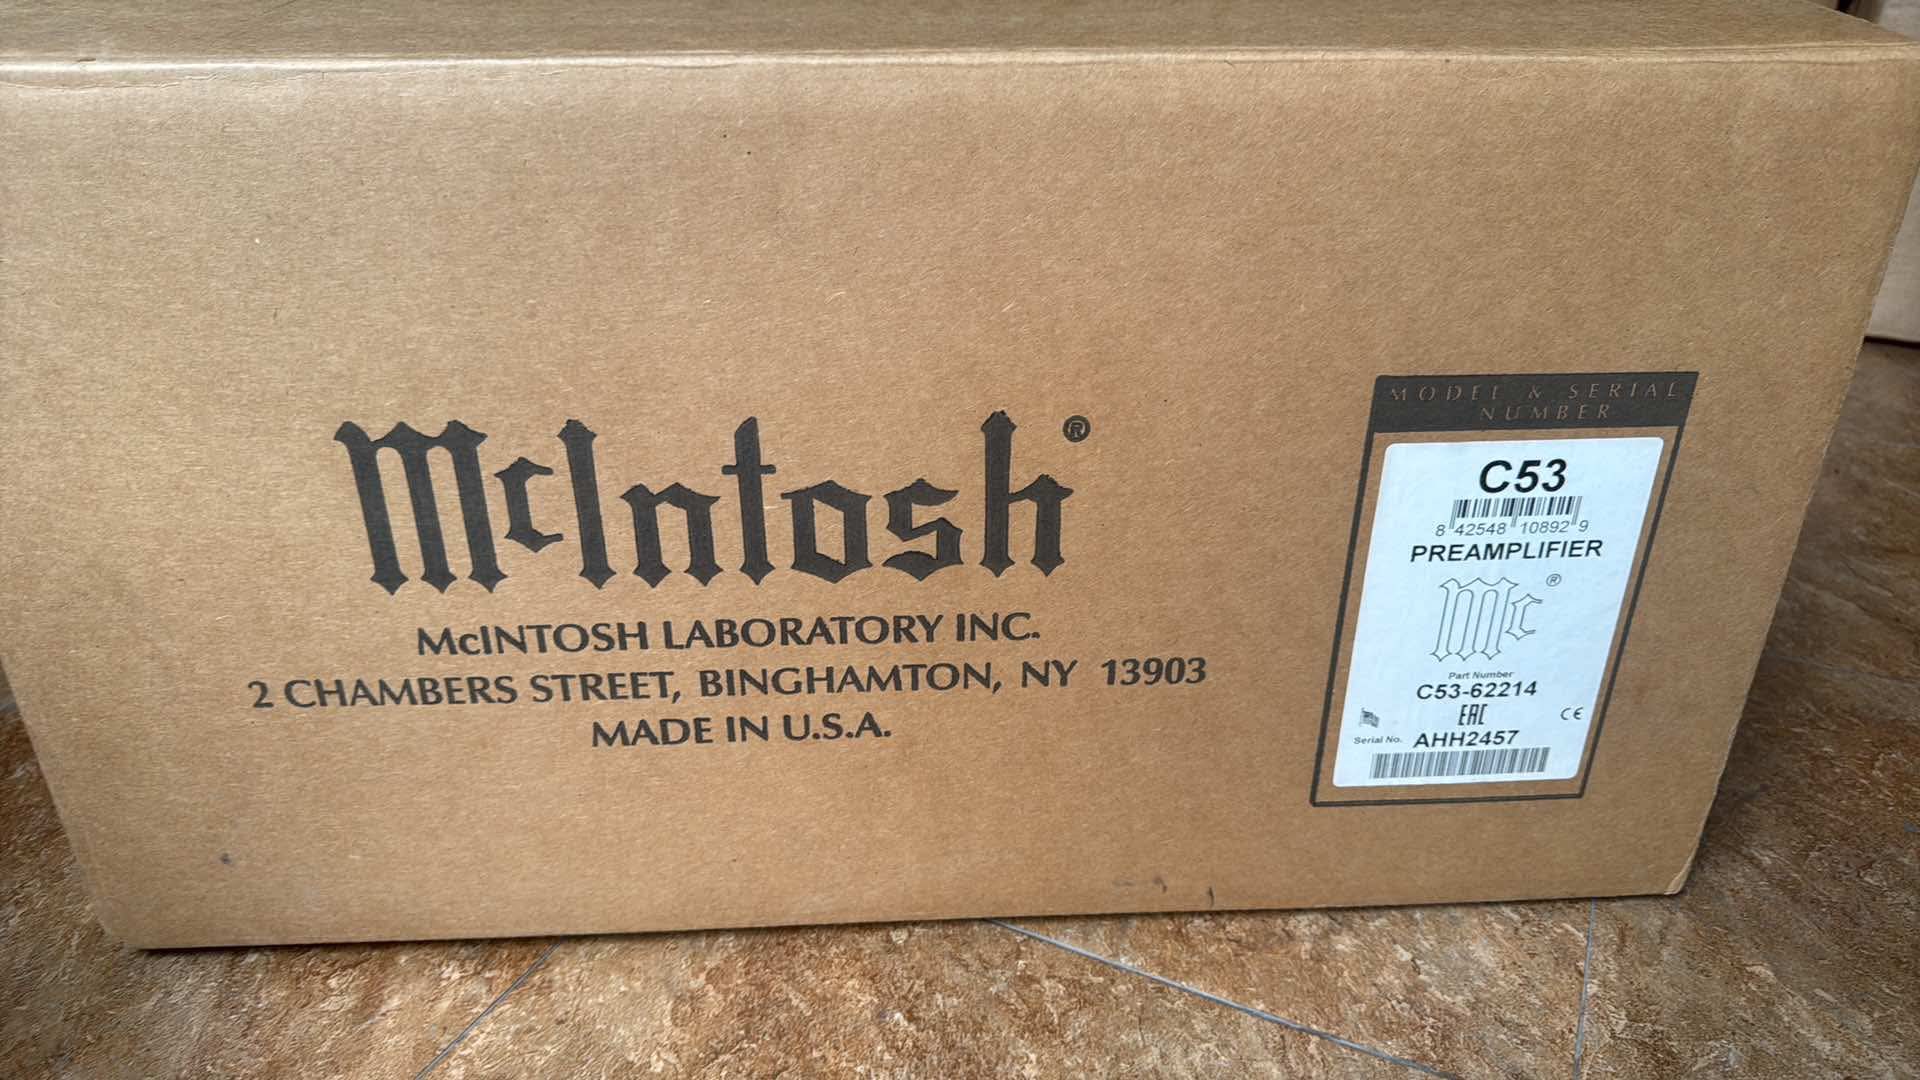 McIntosh®
McINTOSH LABORATORY INC.
2 CHAMBERS STREET, BINGHAMTON, NY 13903
MADE IN U.S.A.
MODEL & SERIAL
NUMBER
C53
8 42548 10892 9
PREAMPLIFIER
Mc®
Part Number
C53-62214
EAC
CE
Serial No. AHH2457